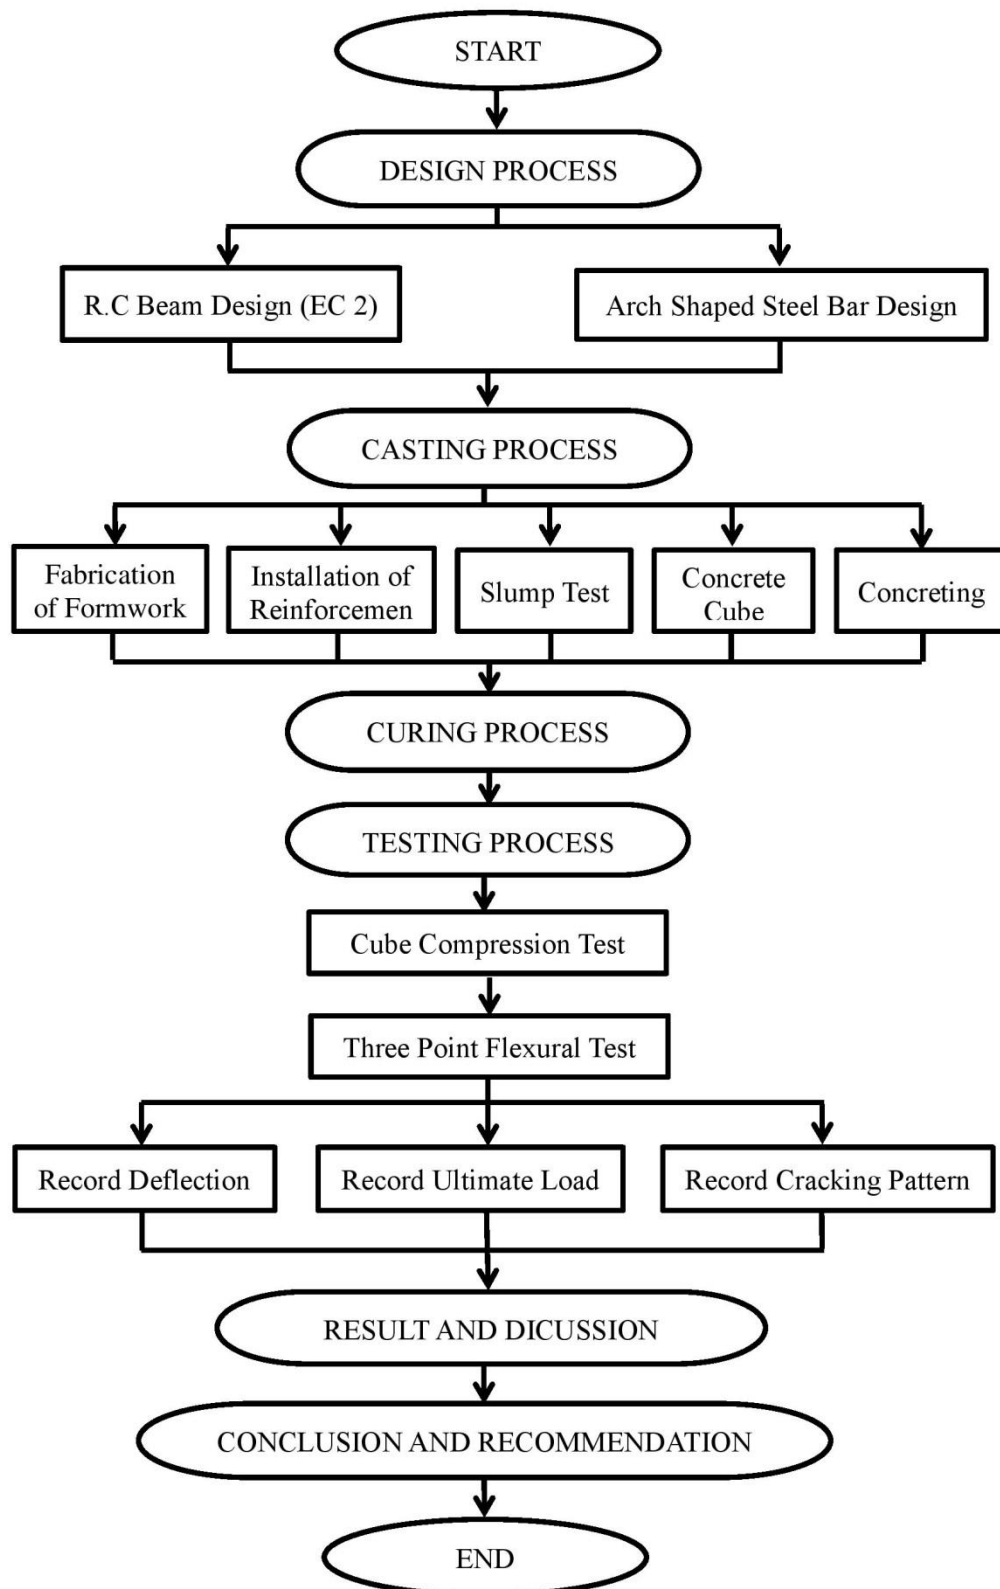 START
DESIGN PROCESS
R.C Beam Design (EC 2)
Arch Shaped Steel Bar Design
CASTING PROCESS
Fabrication
of Formwork
Installation of
Reinforcemen
Slump Test
Concrete
Cube
Concreting
CURING PROCESS
TESTING PROCESS
Cube Compression Test
Three Point Flexural Test
Record Deflection
Record Ultimate Load
Record Cracking Pattern
RESULT AND DICUSSION
CONCLUSION AND RECOMMENDATION
END